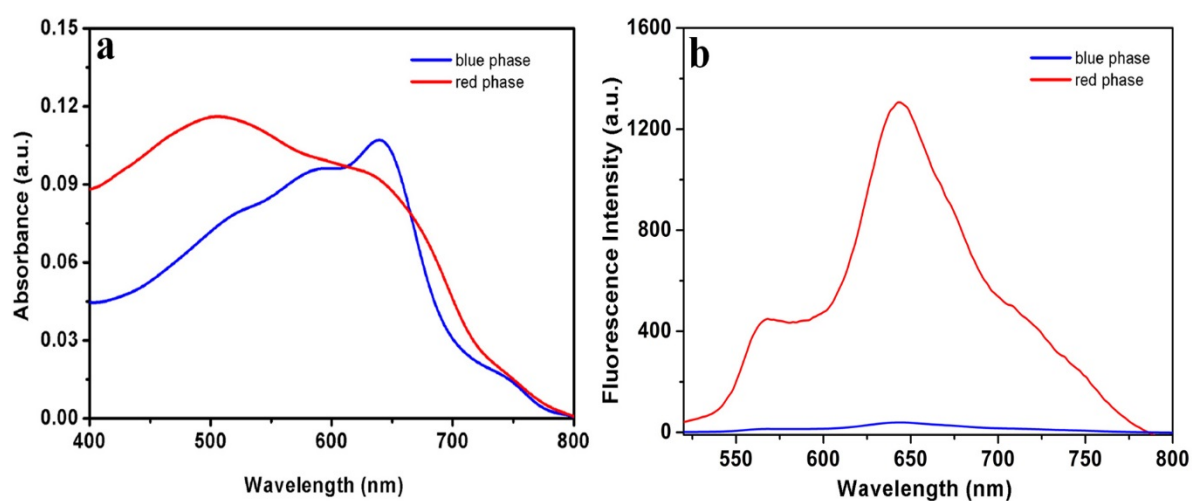 a
blue phase
red phase
0.15
0.12
0.09
0.06
0.03
0.00
400
500
600
700
800
Absorbance (a.u.)
Wavelength (nm)
b
blue phase
red phase
1600
1200
800
400
0
550
600
650
700
750
800
Fluorescence Intensity (a.u.)
Wavelength (nm)